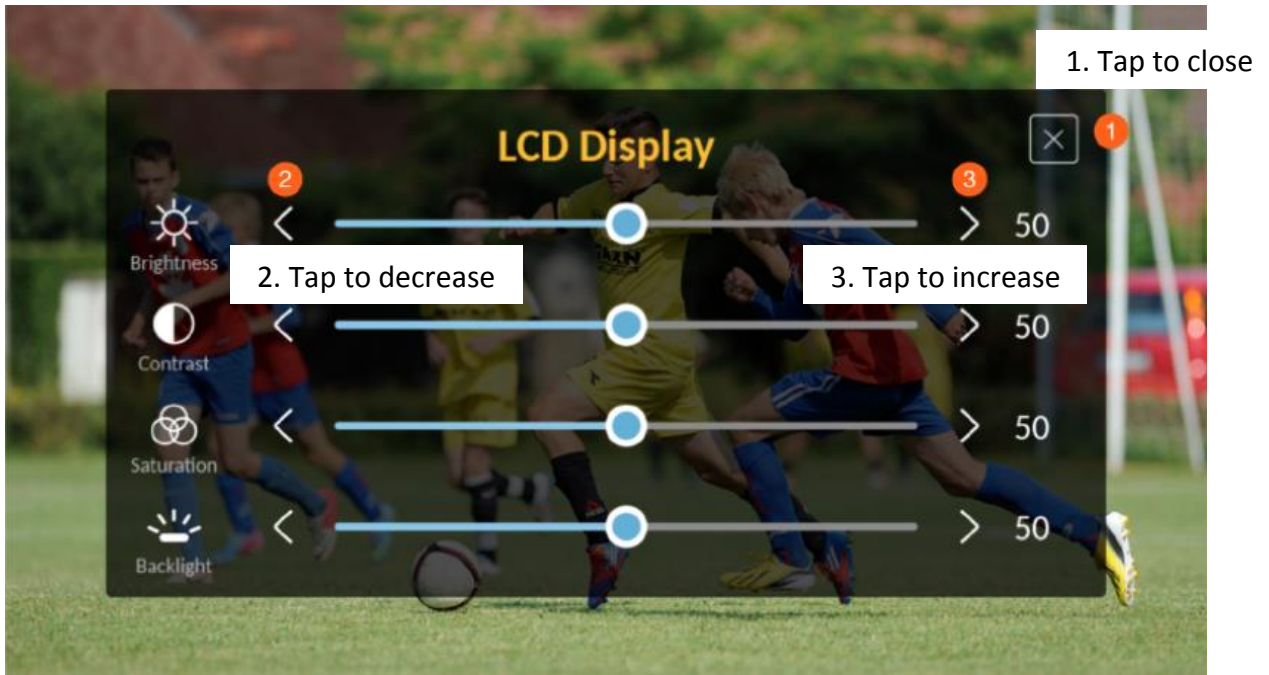 1. Tap to close
LCD Display
1
2
3
50
Brightness
2. Tap to decrease
3. Tap to increase
50
Contrast
50
Saturation
50
Backlight